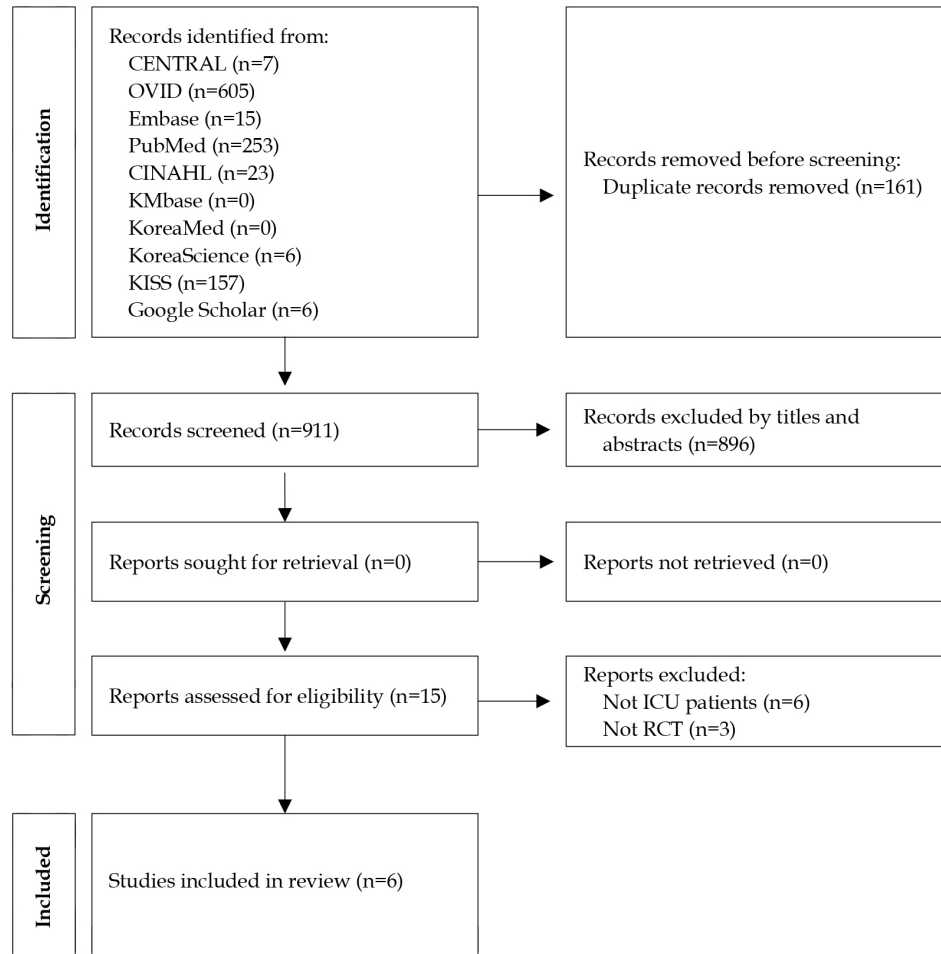 Identification
Records identified from:
CENTRAL (n=7)
OVID (n=605)
Embase (n=15)
PubMed (n=253)
CINAHL (n=23)
KMbase (n=0)
KoreaMed (n=0)
KoreaScience (n=6)
KISS (n=157)
Google Scholar (n=6)
Records removed before screening:
Duplicate records removed (n=161)
Screening
Records screened (n=911)
Records excluded by titles and
abstracts (n=896)
Reports sought for retrieval (n=0)
Reports not retrieved (n=0)
Reports assessed for eligibility (n=15)
Reports excluded:
Not ICU patients (n=6)
Not RCT (n=3)
Included
Studies included in review (n=6)